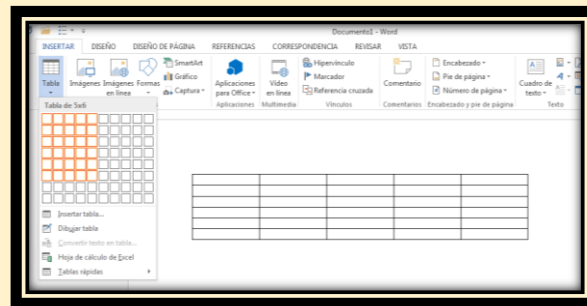 Documento1 - Word
INSERTAR DISEÑO DISEÑO DE PÁGINA REFERENCIAS CORRESPONDENCIA REVISAR VISTA
Tabla
Imágenes
Imágenes en línea
Formas
SmartArt
Gráfico
Captura
Aplicaciones para Office
Aplicaciones
Video en línea
Multimedia
Hipervínculo
Marcador
Referencia cruzada
Vínculos
Comentario
Comentarios
Encabezado
Pie de página
Número de página
Encabezado y pie de página
Cuadro de texto
Texto
Tabla de 5x6
Insertar tabla...
Dibujar tabla
Convertir texto en tabla...
Hoja de cálculo de Excel
Tablas rápidas